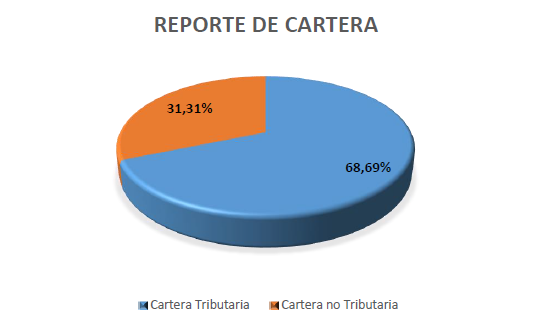 REPORTE DE CARTERA
31,31%
68,69%
Cartera Tributaria
Cartera no Tributaria